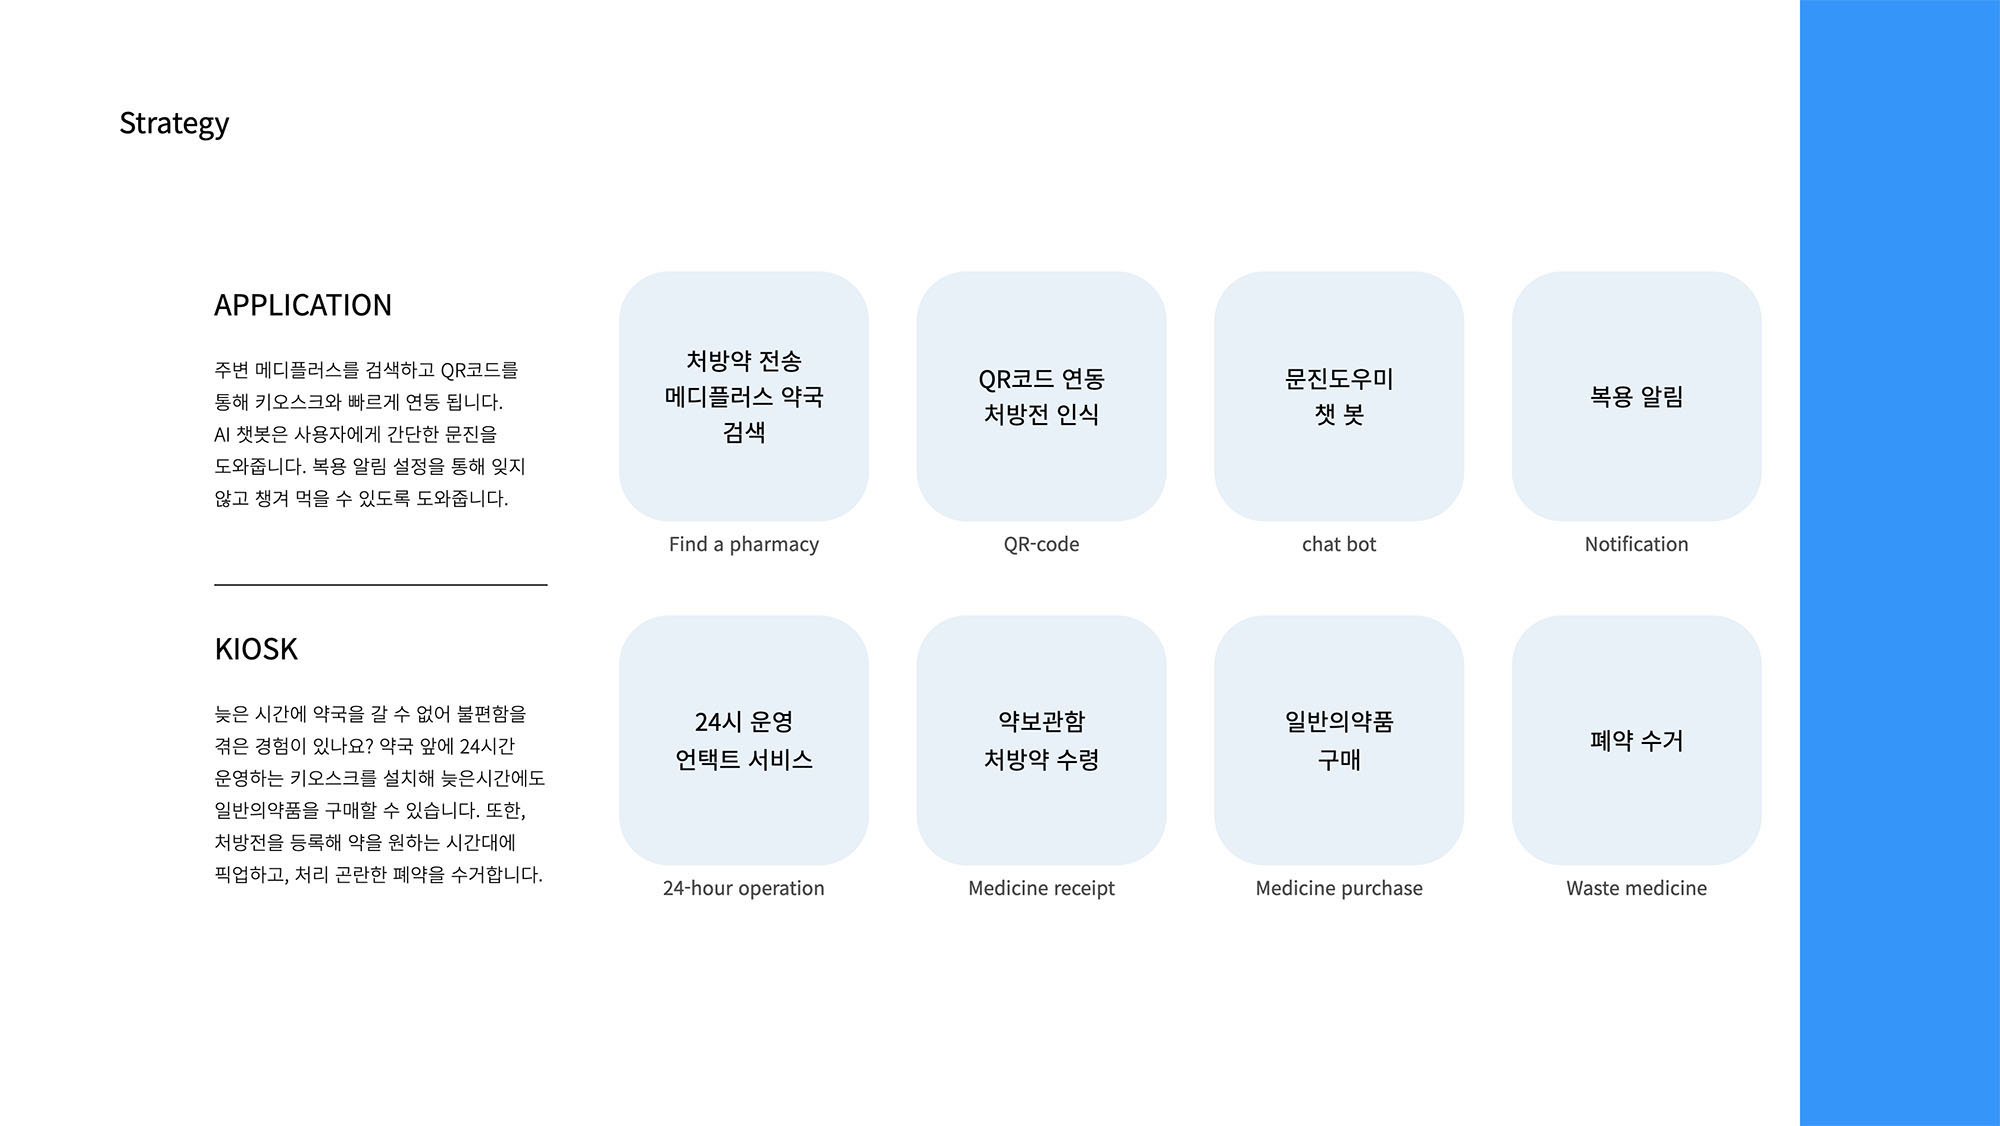 Strategy
APPLICATION
주변 메디플러스를 검색하고 QR코드를
통해 키오스크와 빠르게 연동 됩니다.
AI 챗봇은 사용자에게 간단한 문진을
도와줍니다. 복용 알림 설정을 통해 잊지
않고 챙겨 먹을 수 있도록 도와줍니다.
처방약 전송
메디플러스 약국
검색
Find a pharmacy
QR코드 연동
처방전 인식
QR-code
문진도우미
챗 봇
chat bot
복용 알림
Notification
KIOSK
늦은 시간에 약국을 갈 수 없어 불편함을
겪은 경험이 있나요? 약국 앞에 24시간
운영하는 키오스크를 설치해 늦은시간에도
일반의약품을 구매할 수 있습니다. 또한,
처방전을 등록해 약을 원하는 시간대에
픽업하고, 처리 곤란한 폐약을 수거합니다.
24시 운영
언택트 서비스
24-hour operation
약보관함
처방약 수령
Medicine receipt
일반의약품
구매
Medicine purchase
폐약 수거
Waste medicine